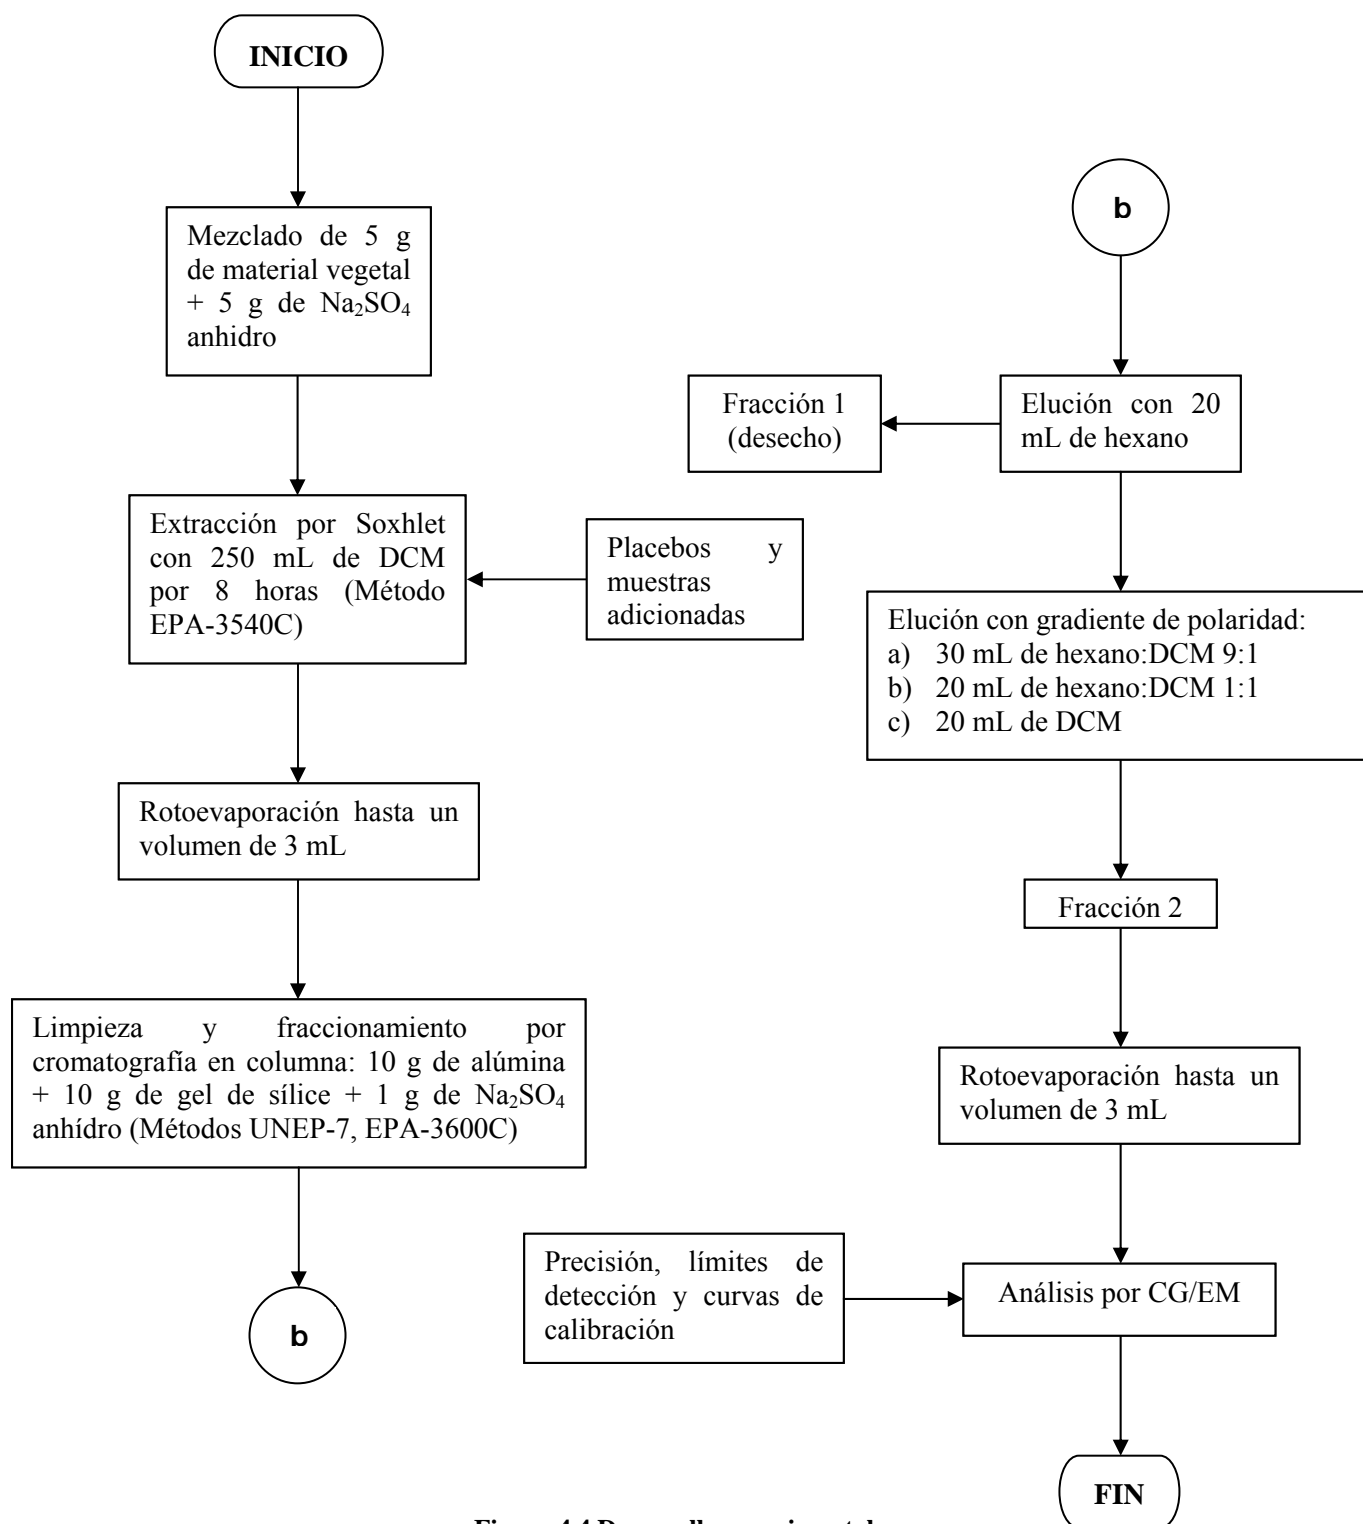 INICIO
Mezclado de 5 g
de material vegetal
+ 5 g de Na₂SO₄
anhidro
Extracción por Soxhlet
con 250 mL de DCM
por 8 horas (Método
EPA-3540C)
Placebos y
muestras
adicionadas
Rotoevaporación hasta un
volumen de 3 mL
Limpieza y fraccionamiento por
cromatografía en columna: 10 g de alúmina
+ 10 g de gel de sílice + 1 g de Na₂SO₄
anhídro (Métodos UNEP-7, EPA-3600C)
b
b
Elución con 20
mL de hexano
Fracción 1
(desecho)
Elución con gradiente de polaridad:
a) 30 mL de hexano:DCM 9:1
b) 20 mL de hexano:DCM 1:1
c) 20 mL de DCM
Fracción 2
Rotoevaporación hasta un
volumen de 3 mL
Precisión, límites de
detección y curvas de
calibración
Análisis por CG/EM
FIN